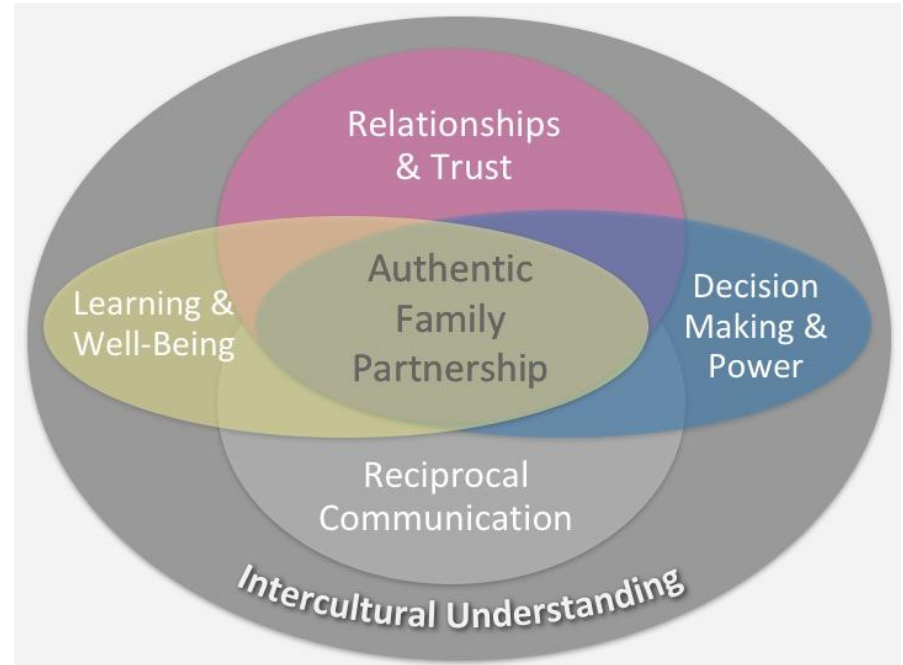 Relationships
& Trust
Learning &
Well-Being
Authentic
Family
Partnership
Decision
Making &
Power
Reciprocal
Communication
Intercultural Understanding